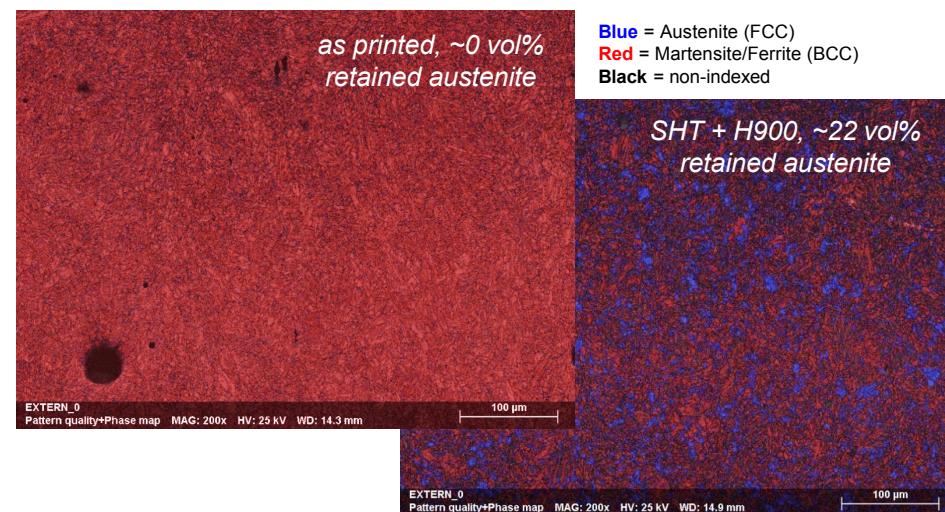 as printed, ~0 vol%
retained austenite
Blue = Austenite (FCC)
Red = Martensite/Ferrite (BCC)
Black = non-indexed
SHT + H900, ~22 vol%
retained austenite
EXTERN_0
100 µm
Pattern quality+Phase map MAG: 200x HV: 25 kV WD: 14.3 mm
EXTERN_0
100 µm
Pattern quality+Phase map MAG: 200x HV: 25 kV WD: 14.9 mm